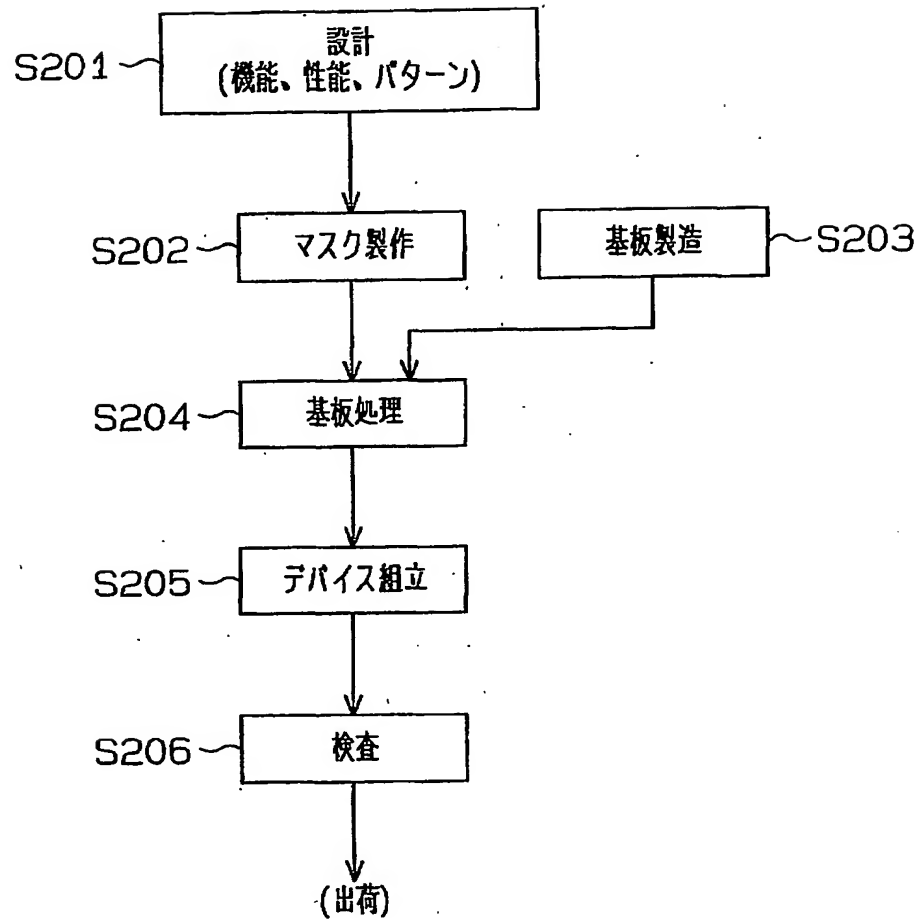 S201
設計
(機能、性能、パターン)
S202
マスク製作
基板製造
S203
S204
基板処理
S205
デバイス組立
S206
検査
(出荷)